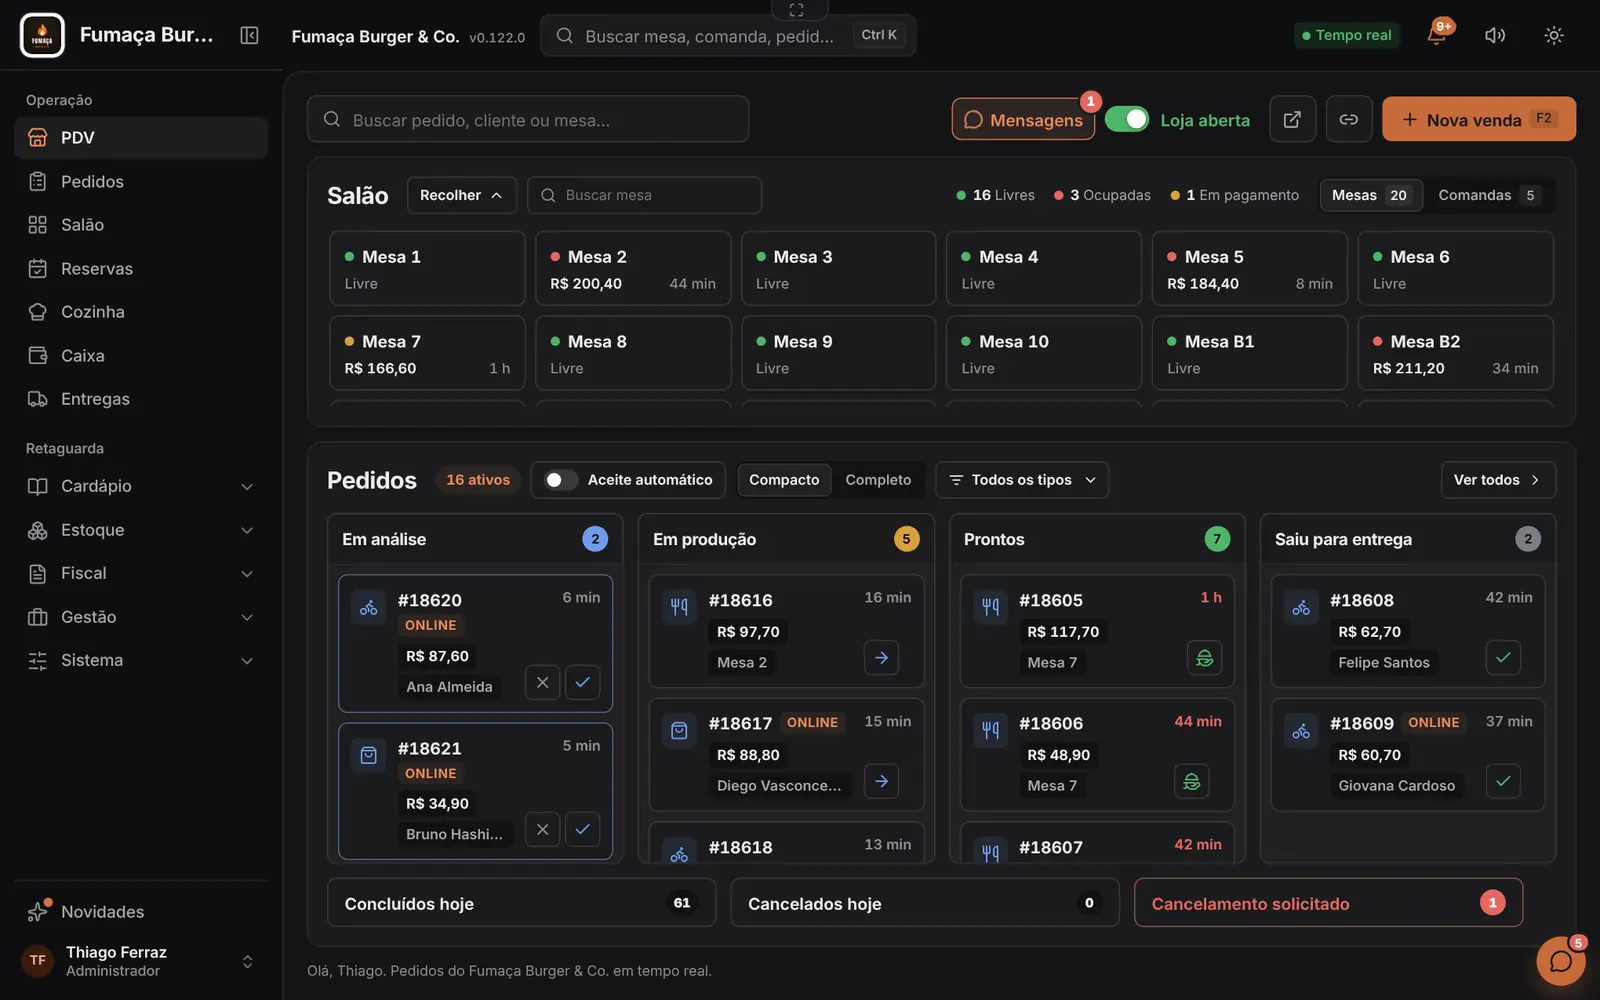 FUMAÇA
Fumaça Bur...
Fumaça Burger & Co. v0.122.0
Buscar mesa, comanda, pedid... Ctrl K
Tempo real
9+
Operação
PDV
Pedidos
Salão
Reservas
Cozinha
Caixa
Entregas
Retaguarda
Cardápio
Estoque
Fiscal
Gestão
Sistema
Novidades
TF
Thiago Ferraz
Administrador
Buscar pedido, cliente ou mesa...
Mensagens 1
Loja aberta
+ Nova venda F2
Salão
Recolher
Buscar mesa
16 Livres
3 Ocupadas
1 Em pagamento
Mesas 20
Comandas 5
Mesa 1
Livre
Mesa 2
R$ 200,40 44 min
Mesa 3
Livre
Mesa 4
Livre
Mesa 5
R$ 184,40 8 min
Mesa 6
Livre
Mesa 7
R$ 166,60 1 h
Mesa 8
Livre
Mesa 9
Livre
Mesa 10
Livre
Mesa B1
Livre
Mesa B2
R$ 211,20 34 min
Pedidos
16 ativos
Aceite automático
Compacto
Completo
Todos os tipos
Ver todos
Em análise 2
#18620 6 min
ONLINE
R$ 87,60
Ana Almeida
#18621 5 min
ONLINE
R$ 34,90
Bruno Hashi...
Em produção 5
#18616 16 min
R$ 97,70
Mesa 2
#18617 ONLINE 15 min
R$ 88,80
Diego Vasconce...
#18618 13 min
Prontos 7
#18605 1 h
R$ 117,70
Mesa 7
#18606 44 min
R$ 48,90
Mesa 7
#18607 42 min
Saiu para entrega 2
#18608 42 min
R$ 62,70
Felipe Santos
#18609 ONLINE 37 min
R$ 60,70
Giovana Cardoso
Concluídos hoje 61
Cancelados hoje 0
Cancelamento solicitado 1
Olá, Thiago. Pedidos do Fumaça Burger & Co. em tempo real.
5